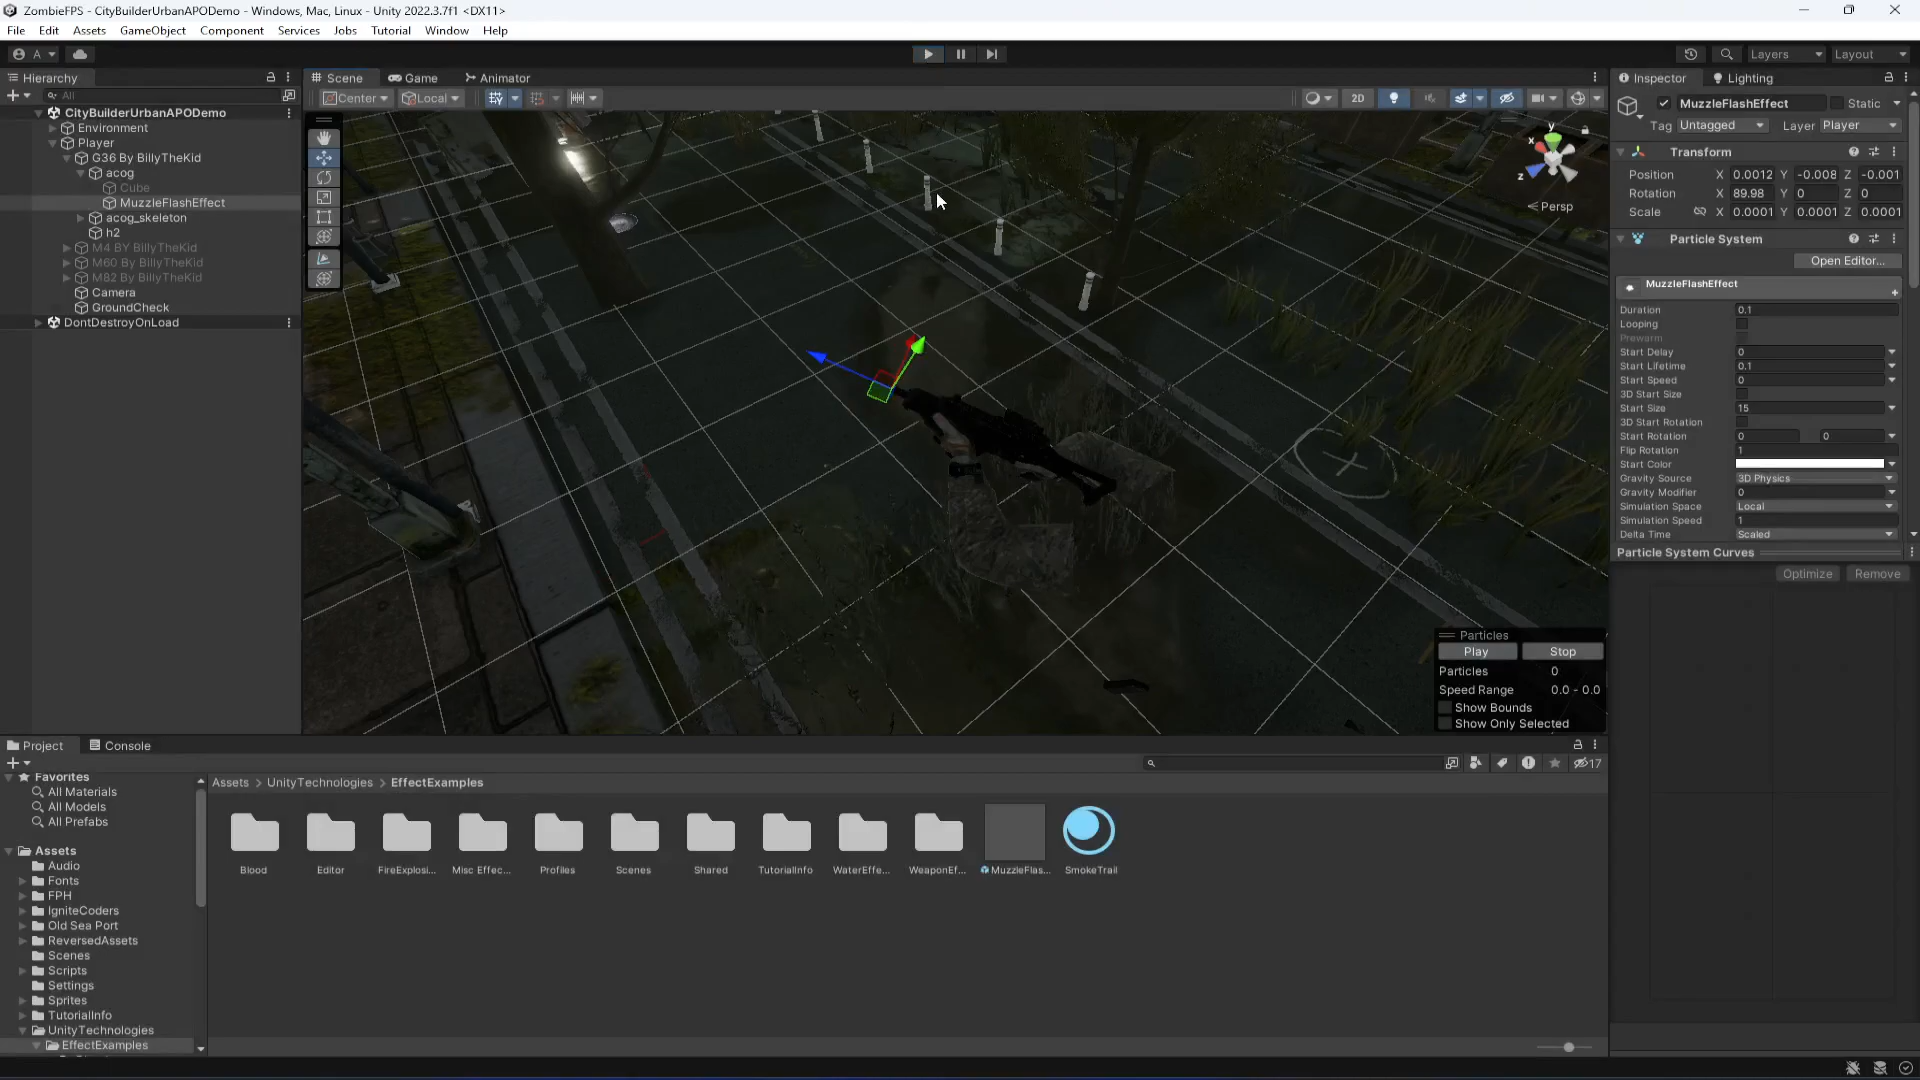 ZombieFPS - CityBuilderUrbanAPODemo - Windows, Mac, Linux - Unity 2022.3.7f1 <DX11>
File Edit Assets GameObject Component Services Jobs Tutorial Window Help
A Layers Layout
Hierarchy
All
CityBuilderUrbanAPODemo
Environment
Player
G36 By BillyTheKid
acog
Cube
MuzzleFlashEffect
acog_skeleton
h2
M4 BY BillyTheKid
M60 By BillyTheKid
M82 By BillyTheKid
Camera
GroundCheck
DontDestroyOnLoad
Scene Game Animator
Center Local 2D
y
x
z
Persp
Particles
Play Stop
Particles 0
Speed Range 0.0 - 0.0
Show Bounds
Show Only Selected
Inspector Lighting
MuzzleFlashEffect Static
Tag Untagged Layer Player
Transform
Position X 0.0012 Y -0.008 Z -0.001
Rotation X 89.98 Y 0 Z 0
Scale X 0.0001 Y 0.0001 Z 0.0001
Particle System
Open Editor...
MuzzleFlashEffect
Duration 0.1
Looping
Prewarm
Start Delay 0
Start Lifetime 0.1
Start Speed 0
3D Start Size
Start Size 15
3D Start Rotation
Start Rotation 0 0
Flip Rotation 1
Start Color
Gravity Source 3D Physics
Gravity Modifier 0
Simulation Space Local
Simulation Speed 1
Delta Time Scaled
Particle System Curves
Optimize Remove
Project Console
17
Favorites
All Materials
All Models
All Prefabs
Assets
Audio
Fonts
FPH
IgniteCoders
Old Sea Port
ReversedAssets
Scenes
Scripts
Settings
Sprites
TutorialInfo
UnityTechnologies
EffectExamples
Assets > UnityTechnologies > EffectExamples
Blood Editor FireExplosi... Misc Effec... Profiles Scenes Shared TutorialInfo WaterEffe... WeaponEf... MuzzleFlas... SmokeTrail